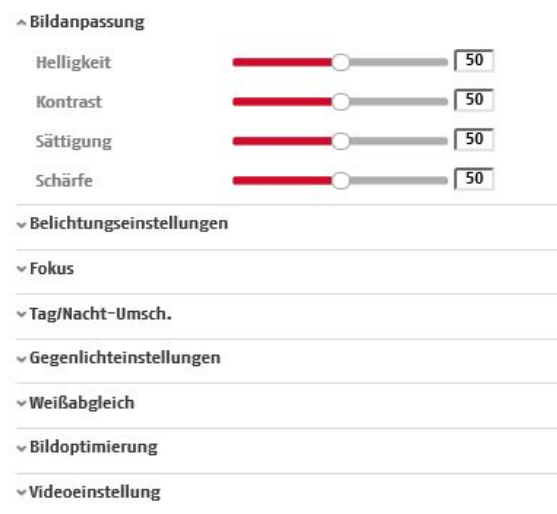 Bildanpassung
Helligkeit 50
Kontrast 50
Sättigung 50
Schärfe 50
Belichtungseinstellungen
Fokus
Tag/Nacht-Umsch.
Gegenlichteinstellungen
Weißabgleich
Bildoptimierung
Videoeinstellung